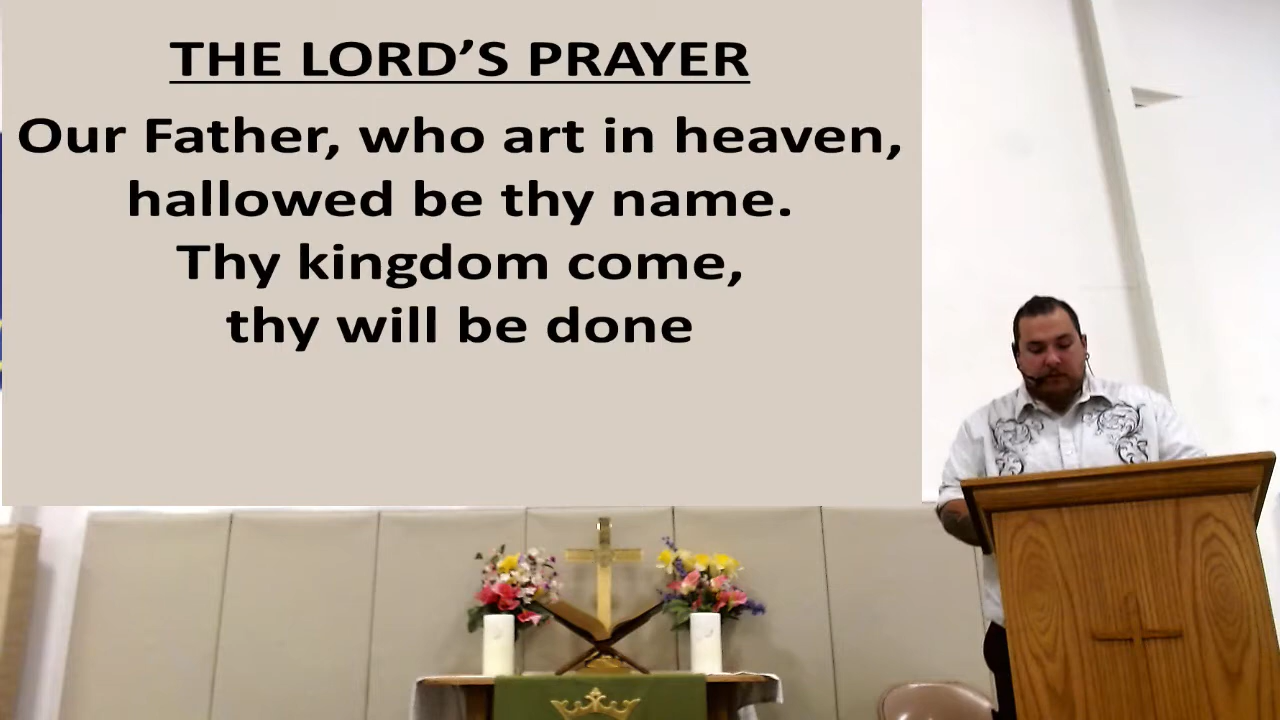 THE LORD’S PRAYER
Our Father, who art in heaven,
hallowed be thy name.
Thy kingdom come,
thy will be done